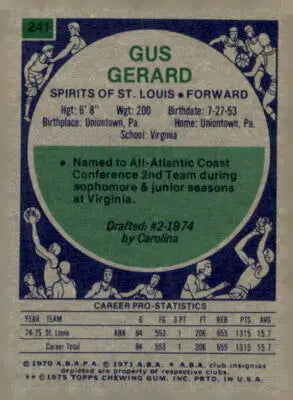 241
GUS
GERARD
SPIRITS OF ST. LOUIS • FORWARD
Hgt: 6' 8" Wgt: 200 Birthdate: 7-27-53
Birthplace: Uniontown, Pa. Home: Uniontown, Pa.
School: Virginia
• Named to All-Atlantic Coast
Conference 2nd Team during
sophomore & junior seasons
at Virginia.
Drafted: #2-1974
by Carolina
CAREER PRO-STATISTICS
YEAR TEAM G FG 3 PT FT REB PTS AVG
74-75 St. Louis ABA 84 553 1 206 655 1315 15.7
Career Total 84 553 1 206 655 1315 15.7
© 1970 A.B.A.P.A. © 1971 A.B.A. A.B.A. club insignias
depicted are property of respective clubs.
** © 1975 TOPPS CHEWING GUM, INC. PRTD. IN U.S.A.